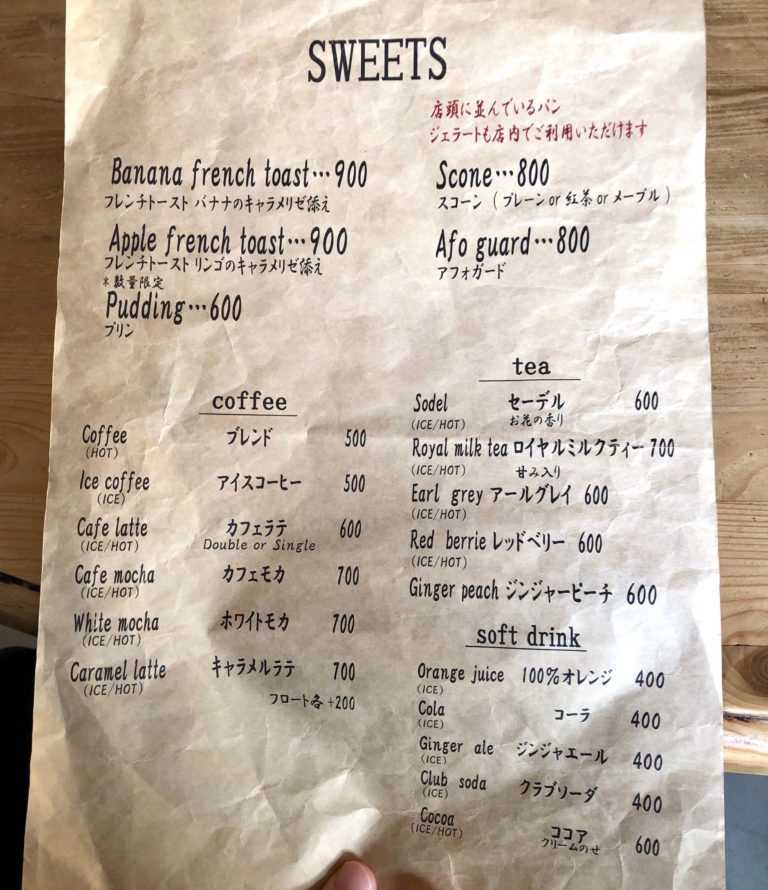 SWEETS
店頭に並んでいるパン
ジェラートも店内でご利用いただけます
Banana french toast…900
フレンチトースト バナナのキャラメリゼ添え
Apple french toast…900
フレンチトースト リンゴのキャラメリゼ添え
＊数量限定
Pudding…600
プリン
Scone…800
スコーン ( プレーン or 紅茶 or メープル )
Afo guard…800
アフォガード
coffee
Coffee ブレンド 500
(HOT)
Ice coffee アイスコーヒー 500
(ICE)
Cafe latte カフェラテ 600
(ICE/HOT) Double or Single
Cafe mocha カフェモカ 700
(ICE/HOT)
White mocha ホワイトモカ 700
(ICE/HOT)
Caramel latte キャラメルラテ 700
(ICE/HOT)
フロート各 +200
tea
Sodel セーデル 600
(ICE/HOT) お花の香り
Royal milk tea ロイヤルミルクティー 700
(ICE/HOT) 甘み入り
Earl grey アールグレイ 600
(ICE/HOT)
Red berrie レッドベリー 600
(ICE/HOT)
Ginger peach ジンジャーピーチ 600
soft drink
Orange juice 100%オレンジ 400
(ICE)
Cola コーラ 400
(ICE)
Ginger ale ジンジャエール 400
(ICE)
Club soda クラブソーダ 400
(ICE)
Cocoa ココア 600
(ICE/HOT) クリームのせ